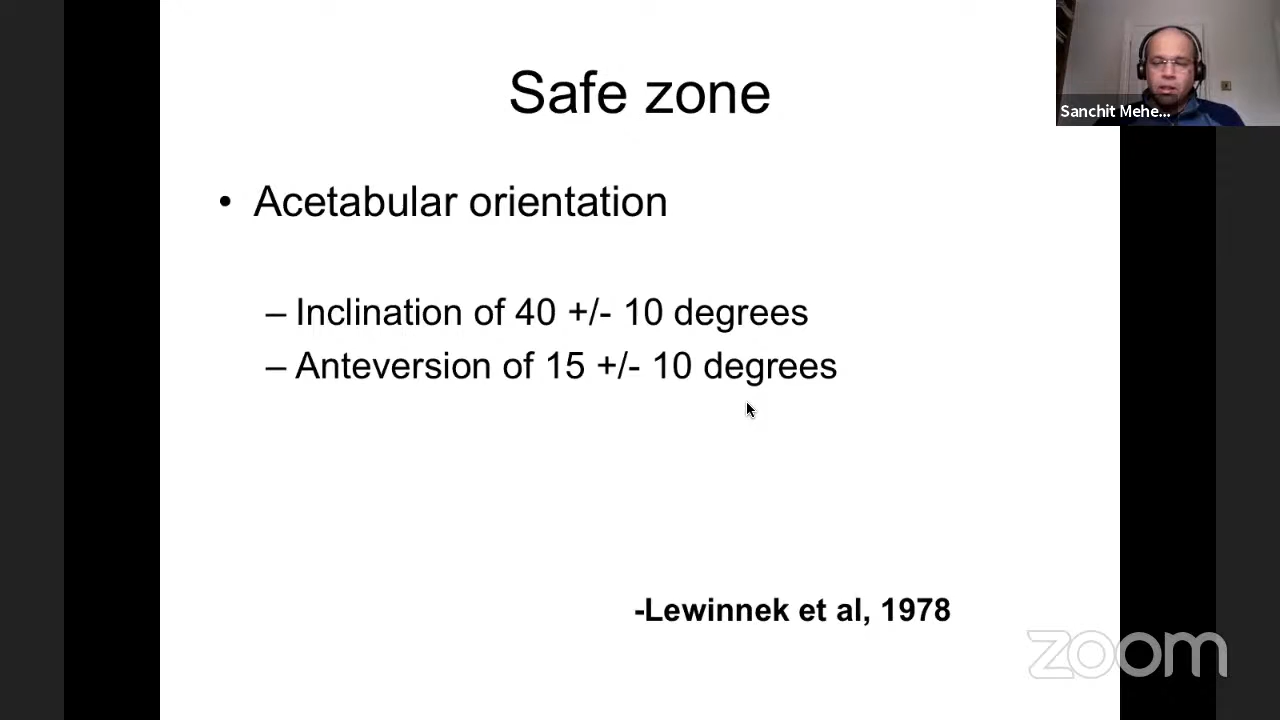 Safe zone
Sanchit Mehe...
• Acetabular orientation
– Inclination of 40 +/- 10 degrees
– Anteversion of 15 +/- 10 degrees
-Lewinnek et al, 1978
zoom